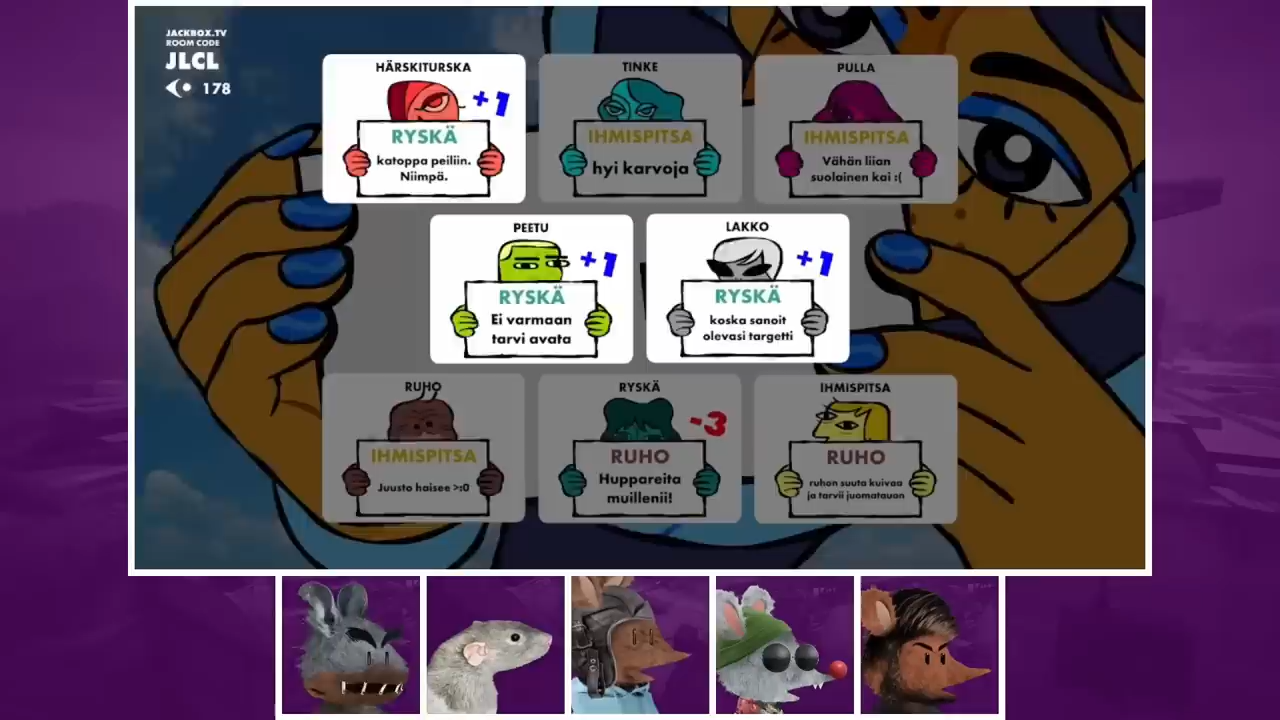 JACKBOX.TV
ROOM CODE
JLCL
178
HÄRSKITURSKA
+1
RYSKÄ
katoppa peiliin.
Niimpä.
TINKE
IHMISPITSA
hyi karvoja
PULLA
IHMISPITSA
Vähän liian
suolainen kai :(
PEETU
+1
RYSKÄ
Ei varmaan
tarvi avata
LAKKO
+1
RYSKÄ
koska sanoit
olevasi targetti
RUHO
IHMISPITSA
Juusto haisee >:0
RYSKÄ
-3
RUHO
Huppareita
muillenii!
IHMISPITSA
RUHO
ruhon suuta kuivaa
ja tarvii juomatauon